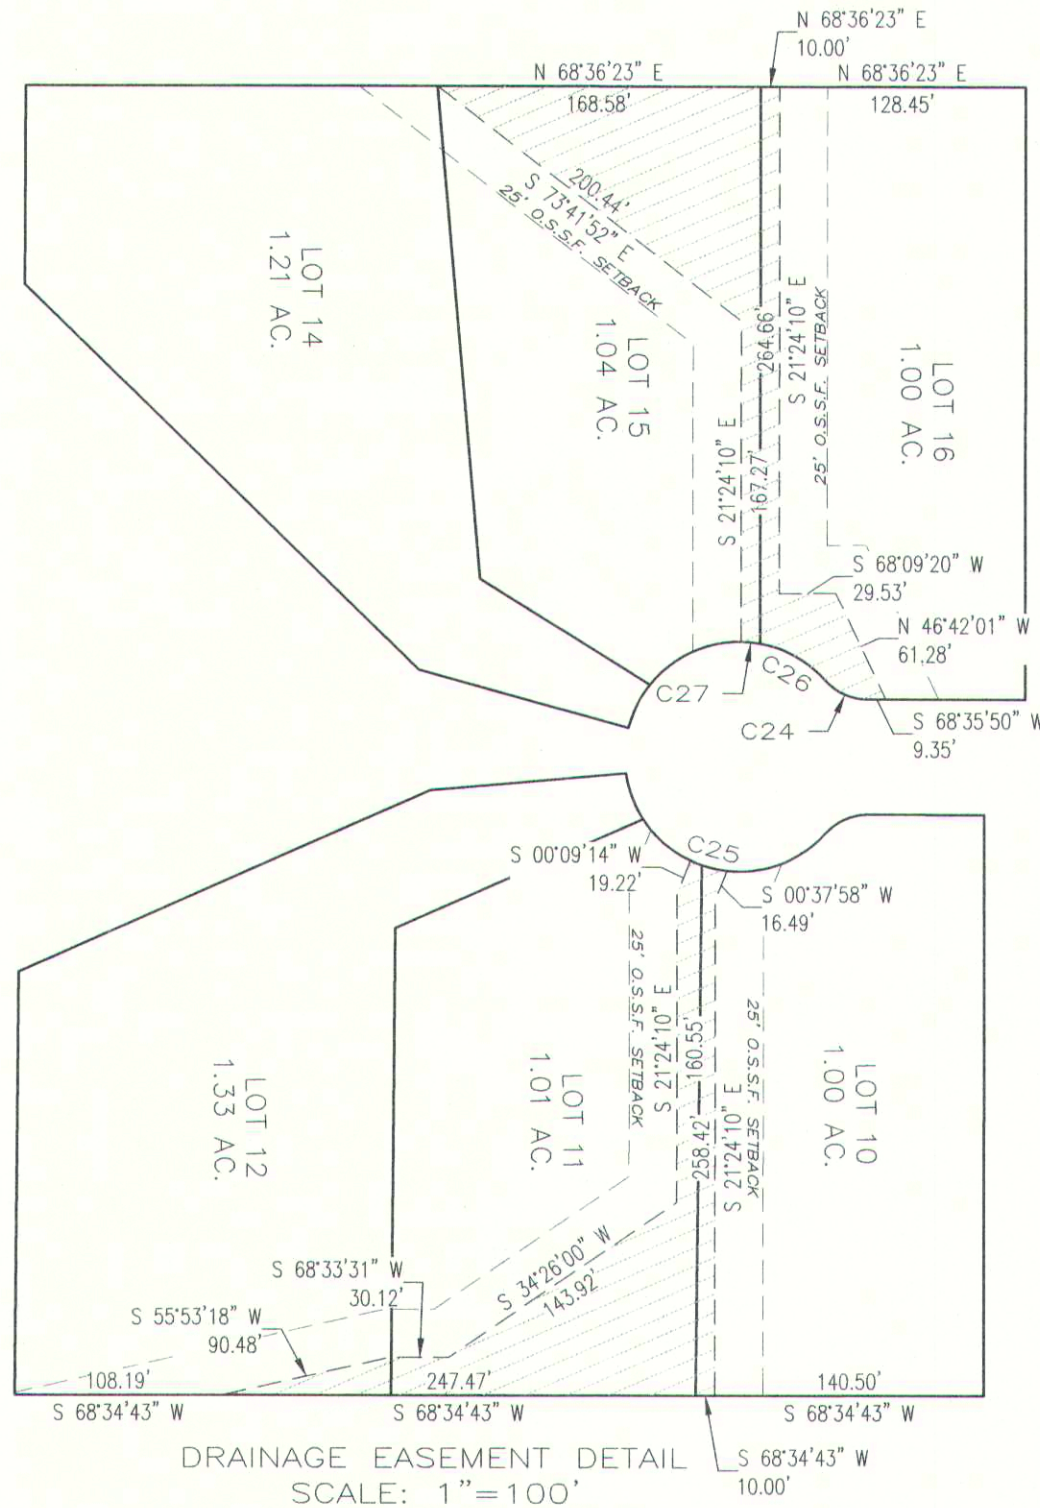 N 68°36'23" E
10.00'
N 68°36'23" E
168.58'
N 68°36'23" E
128.45'
200.44'
S 73°41'52" E
25' O.S.S.F. SETBACK
LOT 14
1.21 AC.
LOT 15
1.04 AC.
S 21°24'10" E
167.27'
264.66'
S 21°24'10" E
25' O.S.S.F. SETBACK
LOT 16
1.00 AC.
S 68°09'20" W
29.53'
N 46°42'01" W
61.28'
C27
C26
C24
S 68°35'50" W
9.35'
C25
S 00°09'14" W
19.22'
S 00°37'58" W
16.49'
25' O.S.S.F. SETBACK
S 21°24'10" E
160.55'
258.42'
S 21°24'10" E
25' O.S.S.F. SETBACK
LOT 10
1.00 AC.
LOT 11
1.01 AC.
LOT 12
1.33 AC.
S 34°26'00" W
143.92'
S 68°33'31" W
30.12'
S 55°53'18" W
90.48'
108.19'
S 68°34'43" W
247.47'
S 68°34'43" W
140.50'
S 68°34'43" W
S 68°34'43" W
10.00'
DRAINAGE EASEMENT DETAIL
SCALE: 1"=100'